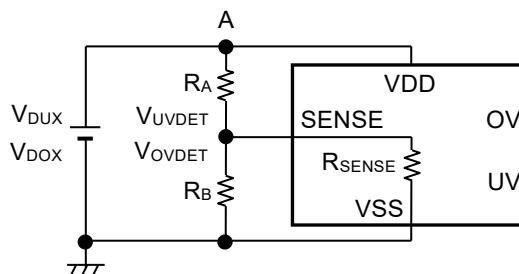 A
RA
VDD
VDUX
VUVDET
SENSE
OV
VDOX
VOVDET
RSENSE
RB
UV
VSS